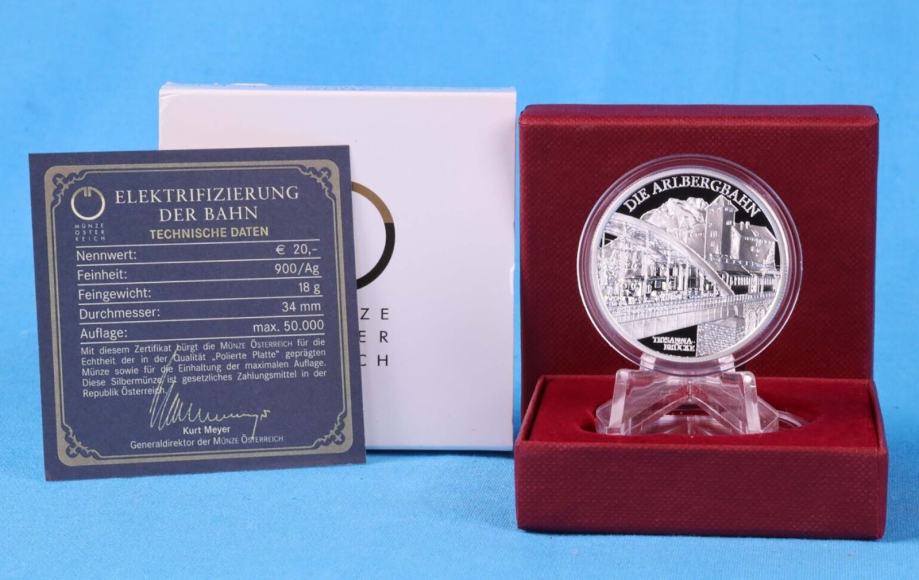 ELEKTRIFIZIERUNG
DER BAHN
TECHNISCHE DATEN
MÜNZE
ÖSTER
REICH
Nennwert: € 20,-
Feinheit: 900/Ag
Feingewicht: 18 g
Durchmesser: 34 mm
Auflage: max. 50.000
Mit diesem Zertifikat bürgt die MÜNZE ÖSTERREICH für die
Echtheit der in der Qualität „Polierte Platte" geprägten
Münze sowie für die Einhaltung der maximalen Auflage.
Diese Silbermünze ist gesetzliches Zahlungsmittel in der
Republik Österreich.
Kurt Meyer
Generaldirektor der MÜNZE ÖSTERREICH
ZE
ER
CH
DIE ARLBERGBAHN
TRISANNA-
BRÜCKE